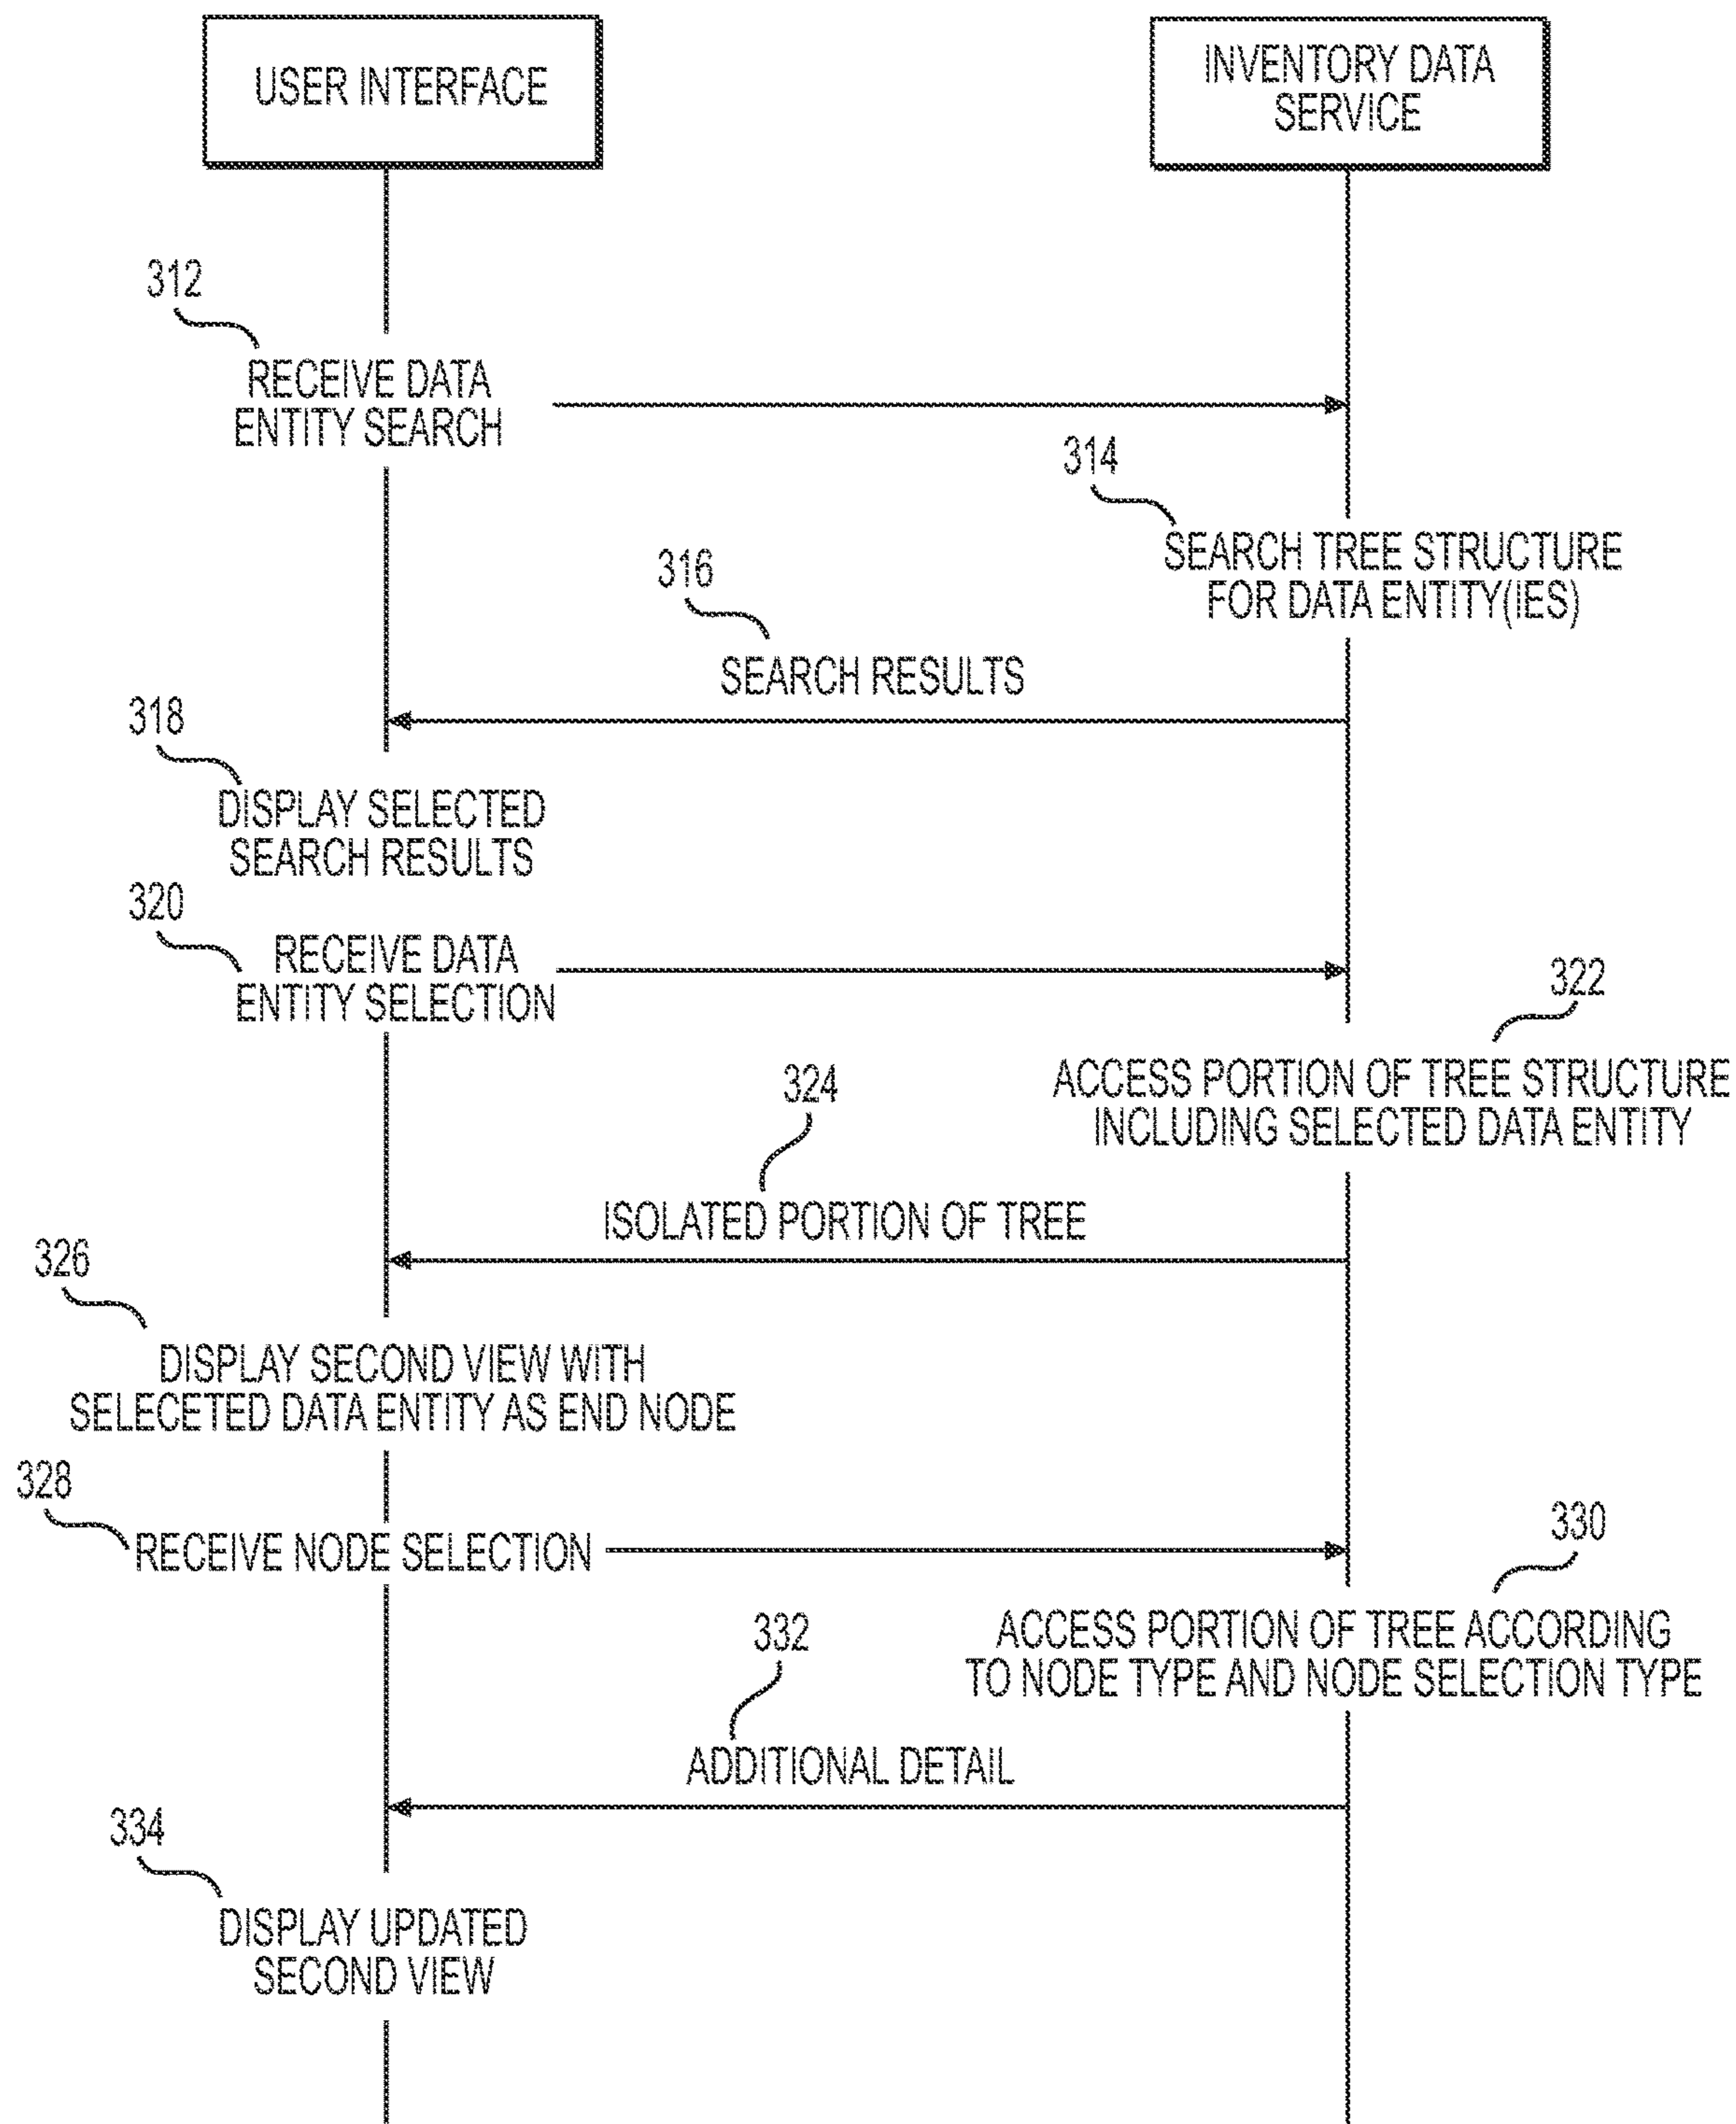 USER INTERFACE
INVENTORY DATA
SERVICE
312
RECEIVE DATA
ENTITY SEARCH
314
SEARCH TREE STRUCTURE
FOR DATA ENTITY(IES)
316
SEARCH RESULTS
318
DISPLAY SELECTED
SEARCH RESULTS
320
RECEIVE DATA
ENTITY SELECTION
322
ACCESS PORTION OF TREE STRUCTURE
INCLUDING SELECTED DATA ENTITY
324
ISOLATED PORTION OF TREE
326
DISPLAY SECOND VIEW WITH
SELECETED DATA ENTITY AS END NODE
328
RECEIVE NODE SELECTION
330
ACCESS PORTION OF TREE ACCORDING
TO NODE TYPE AND NODE SELECTION TYPE
332
ADDITIONAL DETAIL
334
DISPLAY UPDATED
SECOND VIEW